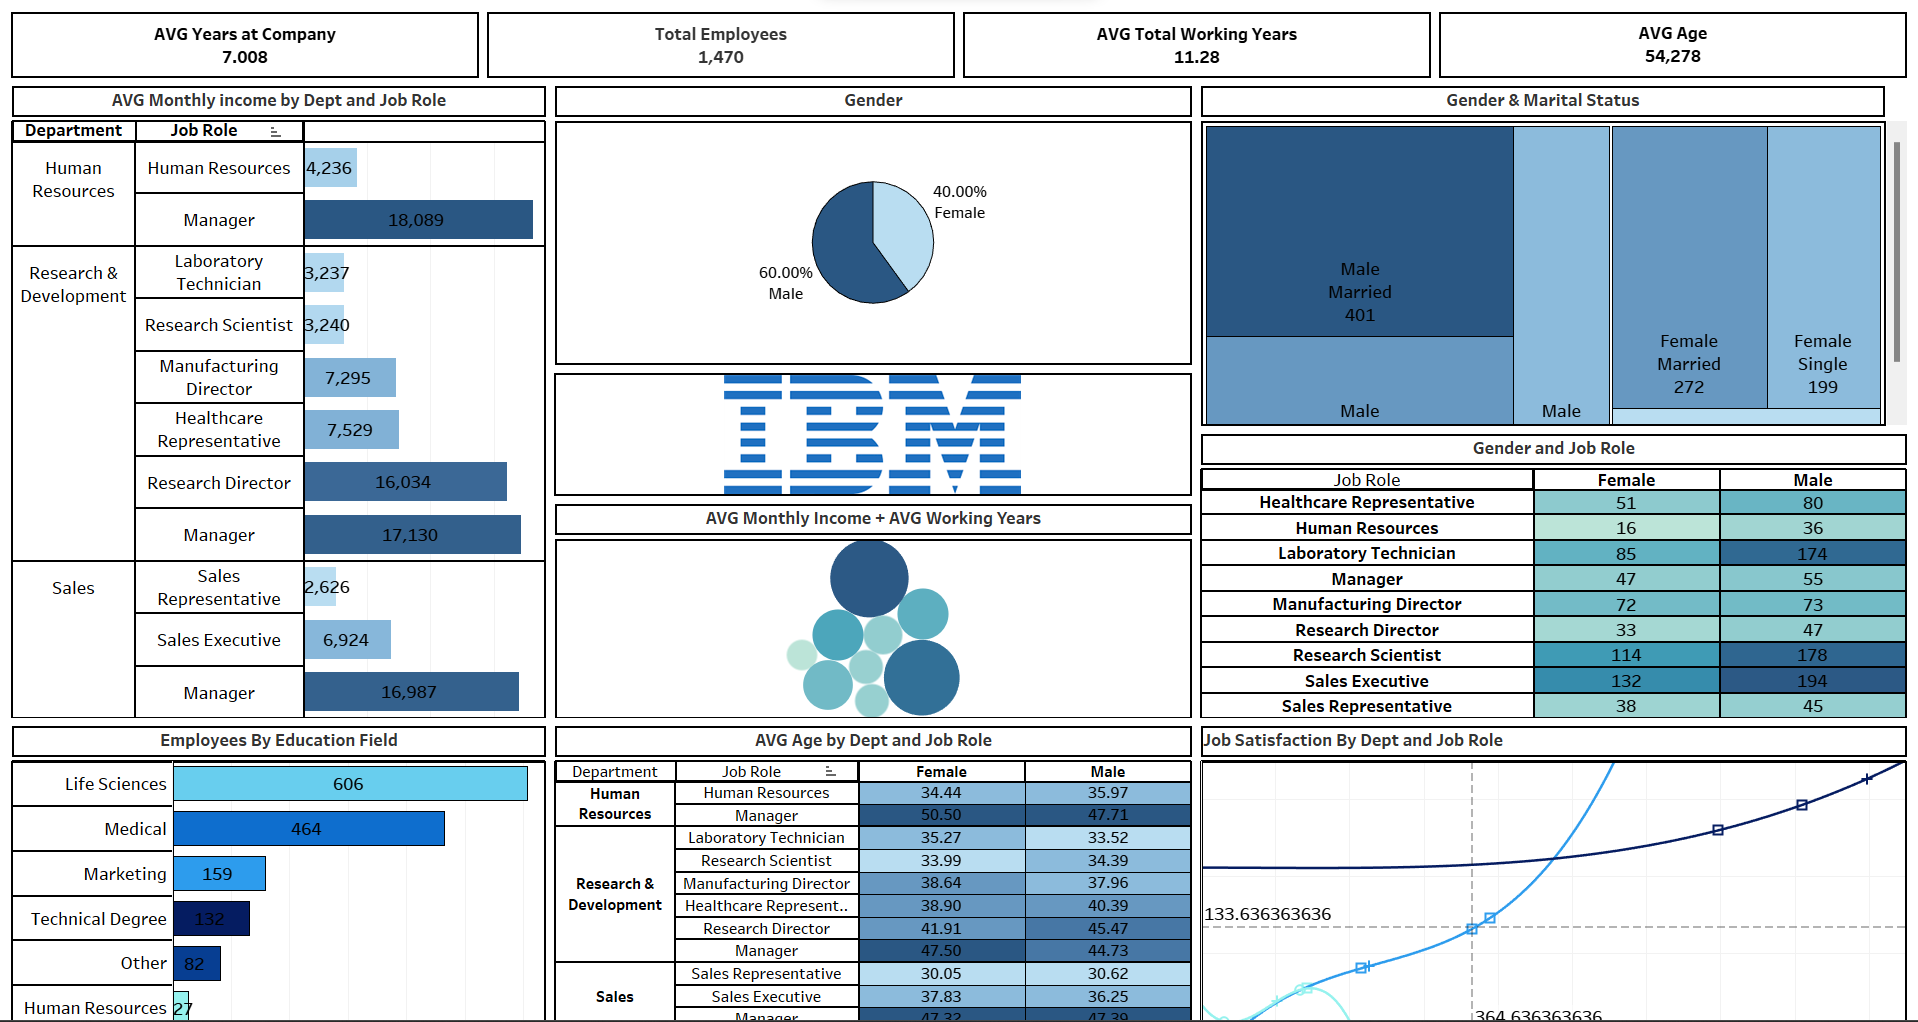 AVG Years at Company
7.008
Total Employees
1,470
AVG Total Working Years
11.28
AVG Age
54,278
AVG Monthly income by Dept and Job Role
Department Job Role
Human
Resources
Human Resources 4,236
Manager 18,089
Research &
Development
Laboratory
Technician
3,237
Research Scientist 3,240
Manufacturing
Director
7,295
Healthcare
Representative
7,529
Research Director 16,034
Manager 17,130
Sales
Sales
Representative
2,626
Sales Executive 6,924
Manager 16,987
Gender
40.00%
Female
60.00%
Male
IBM
AVG Monthly Income + AVG Working Years
Gender & Marital Status
Male
Married
401
Male
Male
Female
Married
272
Female
Single
199
Gender and Job Role
Job Role Female Male
Healthcare Representative 51 80
Human Resources 16 36
Laboratory Technician 85 174
Manager 47 55
Manufacturing Director 72 73
Research Director 33 47
Research Scientist 114 178
Sales Executive 132 194
Sales Representative 38 45
Employees By Education Field
Life Sciences 606
Medical 464
Marketing 159
Technical Degree 132
Other 82
Human Resources 27
AVG Age by Dept and Job Role
Department Job Role Female Male
Human
Resources
Human Resources 34.44 35.97
Manager 50.50 47.71
Research &
Development
Laboratory Technician 35.27 33.52
Research Scientist 33.99 34.39
Manufacturing Director 38.64 37.96
Healthcare Represent.. 38.90 40.39
Research Director 41.91 45.47
Manager 47.50 44.73
Sales
Sales Representative 30.05 30.62
Sales Executive 37.83 36.25
Manager 47.32 47.39
Job Satisfaction By Dept and Job Role
133.636363636
364.636363636